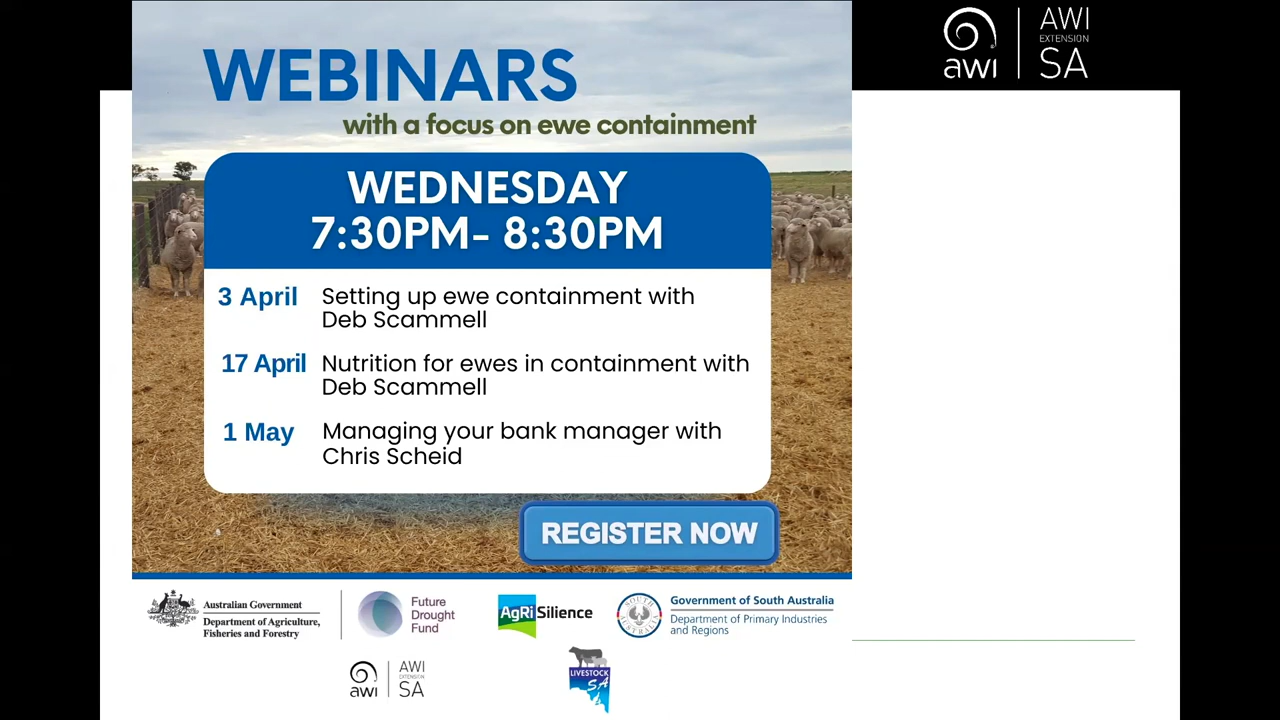 WEBINARS
with a focus on ewe containment
WEDNESDAY
7:30PM- 8:30PM
3 April
Setting up ewe containment with
Deb Scammell
17 April
Nutrition for ewes in containment with
Deb Scammell
1 May
Managing your bank manager with
Chris Scheid
REGISTER NOW
awi
AWI
EXTENSION
SA
Australian Government
Department of Agriculture,
Fisheries and Forestry
Future
Drought
Fund
AgRiSilience
SOUTH
AUSTRALIA
Government of South Australia
Department of Primary Industries
and Regions
awi
AWI
EXTENSION
SA
LIVESTOCK
SA